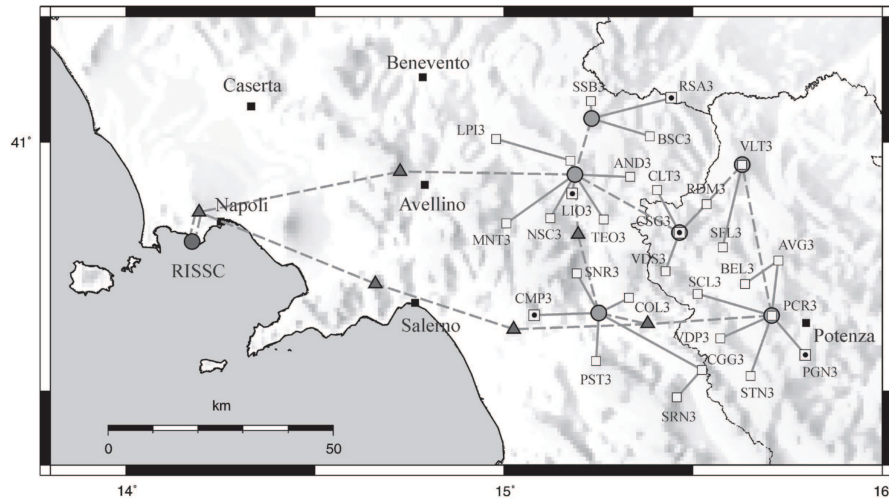 Benevento
Caserta
SSB3
RSA3
LPI3
BSC3
41°
VLT3
AND3
CLT3
RDM3
Napoli
Avellino
LIO3
CSG3
MNT3
NSC3
TEO3
SFL3
AVG3
RISSC
VDS3
BEL3
SNR3
SCL3
CMP3
COL3
PCR3
Salerno
Potenza
VDP3
CGG3
PGN3
PST3
STN3
km
SRN3
0
50
14°
15°
16